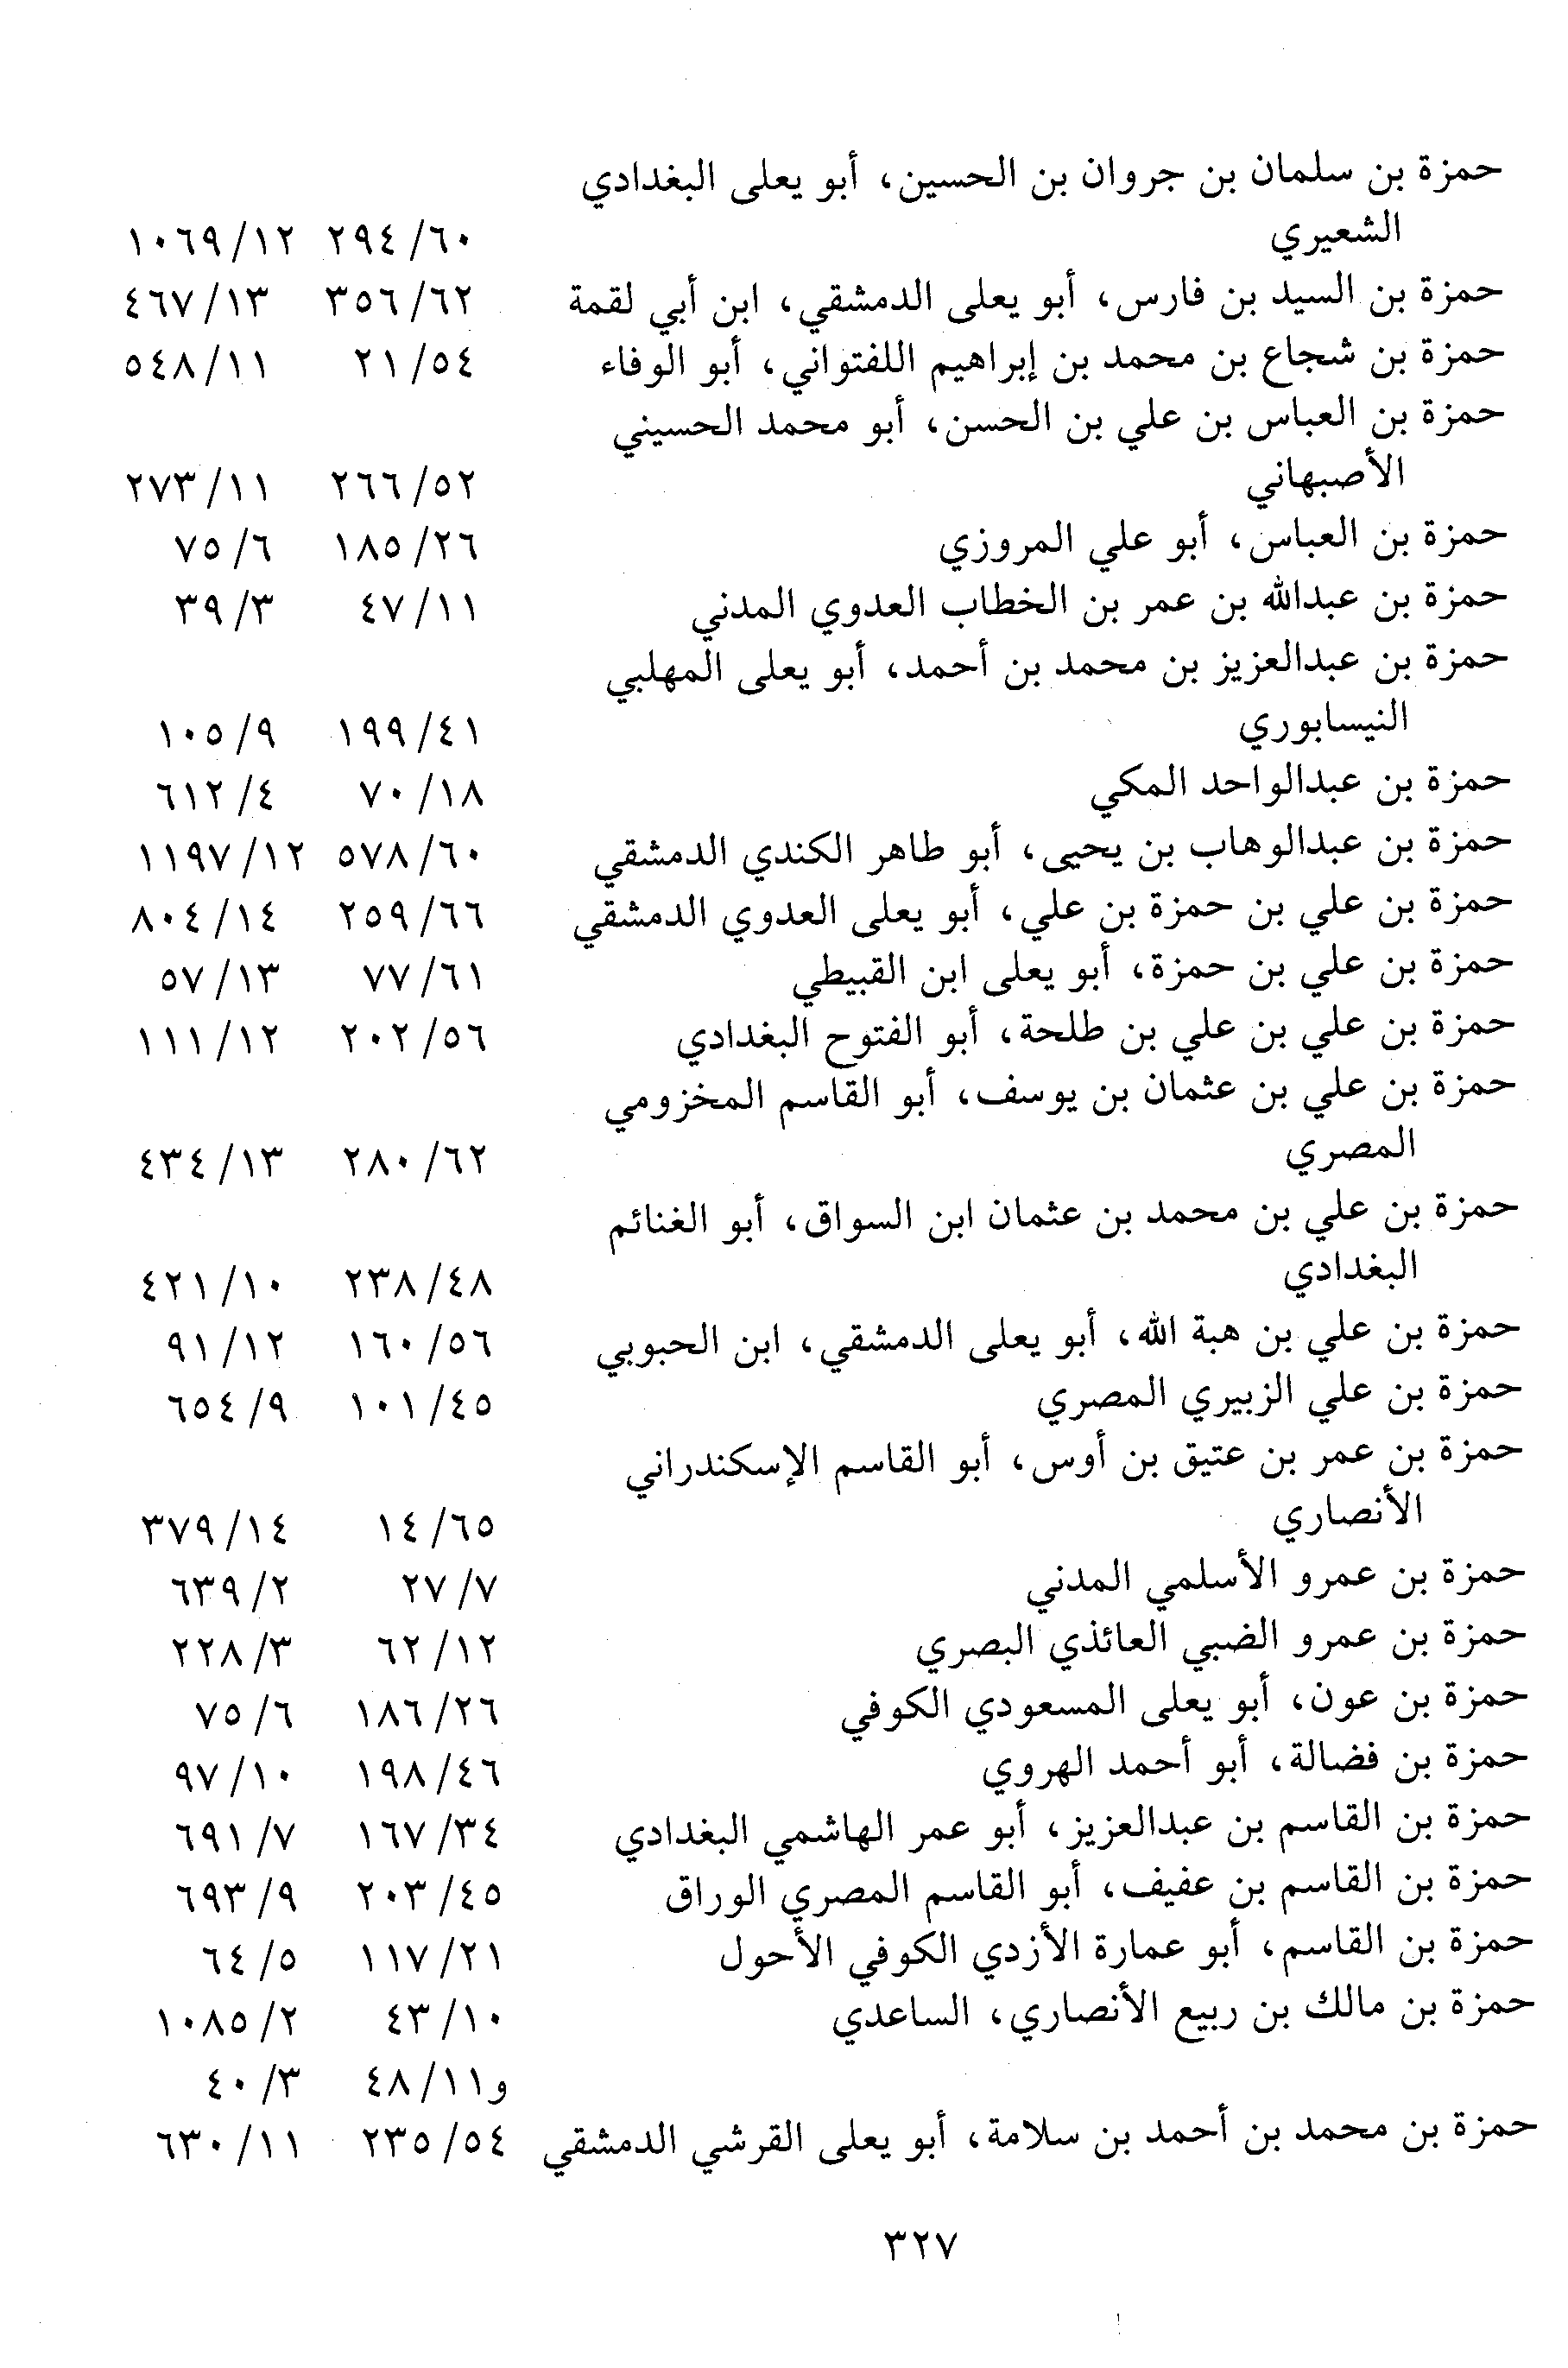 حمزة بن سلمان بن جروان بن الحسين، أبو يعلى البغدادي
الشعيري ٦٠/٢٩٤ ١٢/١٠٦٩
حمزة بن السيد بن فارس، أبو يعلى الدمشقي، ابن أبي لقمة ٦٢/٣٥٦ ١٣/٤٦٧
حمزة بن شجاع بن محمد بن إبراهيم اللفتواني، أبو الوفاء ٥٤/٢١ ١١/٥٤٨
حمزة بن العباس بن علي بن الحسن، أبو محمد الحسيني
الأصبهاني ٥٢/٢٦٦ ١١/٢٧٣
حمزة بن العباس، أبو علي المروزي ٢٦/١٨٥ ٦/٧٥
حمزة بن عبدالله بن عمر بن الخطاب العدوي المدني ١١/٤٧ ٣/٣٩
حمزة بن عبدالعزيز بن محمد بن أحمد، أبو يعلى المهلبي
النيسابوري ٤١/١٩٩ ٩/١٠٥
حمزة بن عبدالواحد المكي ١٨/٧٠ ٤/٦١٢
حمزة بن عبدالوهاب بن يحيى، أبو طاهر الكندي الدمشقي ٦٠/٥٧٨ ١٢/١١٩٧
حمزة بن علي بن حمزة بن علي، أبو يعلى العدوي الدمشقي ٦٦/٢٥٩ ١٤/٨٠٤
حمزة بن علي بن حمزة، أبو يعلى ابن القبيطي ٦١/٧٧ ١٣/٥٧
حمزة بن علي بن علي بن طلحة، أبو الفتوح البغدادي ٥٦/٢٠٢ ١٢/١١١
حمزة بن علي بن عثمان بن يوسف، أبو القاسم المخزومي
المصري ٦٢/٢٨٠ ١٣/٤٣٤
حمزة بن علي بن محمد بن عثمان ابن السواق، أبو الغنائم
البغدادي ٤٨/٢٣٨ ١٠/٤٢١
حمزة بن علي بن هبة الله، أبو يعلى الدمشقي، ابن الحبوبي ٥٦/١٦٠ ١٢/٩١
حمزة بن علي الزبيري المصري ٤٥/١٠١ ٩/٦٥٤
حمزة بن عمر بن عتيق بن أوس، أبو القاسم الإسكندراني
الأنصاري ٦٥/١٤ ١٤/٣٧٩
حمزة بن عمرو الأسلمي المدني ٧/٢٧ ٢/٦٣٩
حمزة بن عمرو الضبي العائذي البصري ١٢/٦٢ ٣/٢٢٨
حمزة بن عون، أبو يعلى المسعودي الكوفي ٢٦/١٨٦ ٦/٧٥
حمزة بن فضالة، أبو أحمد الهروي ٤٦/١٩٨ ١٠/٩٧
حمزة بن القاسم بن عبدالعزيز، أبو عمر الهاشمي البغدادي ٣٤/١٦٧ ٧/٦٩١
حمزة بن القاسم بن عفيف، أبو القاسم المصري الوراق ٤٥/٢٠٣ ٩/٦٩٣
حمزة بن القاسم، أبو عمارة الأزدي الكوفي الأحول ٢١/١١٧ ٥/٦٤
حمزة بن مالك بن ربيع الأنصاري، الساعدي ١٠/٤٣ ٢/١٠٨٥
و١١/٤٨ ٣/٤٠
حمزة بن محمد بن أحمد بن سلامة، أبو يعلى القرشي الدمشقي ٥٤/٢٣٥ ١١/٦٣٠
٣٢٧